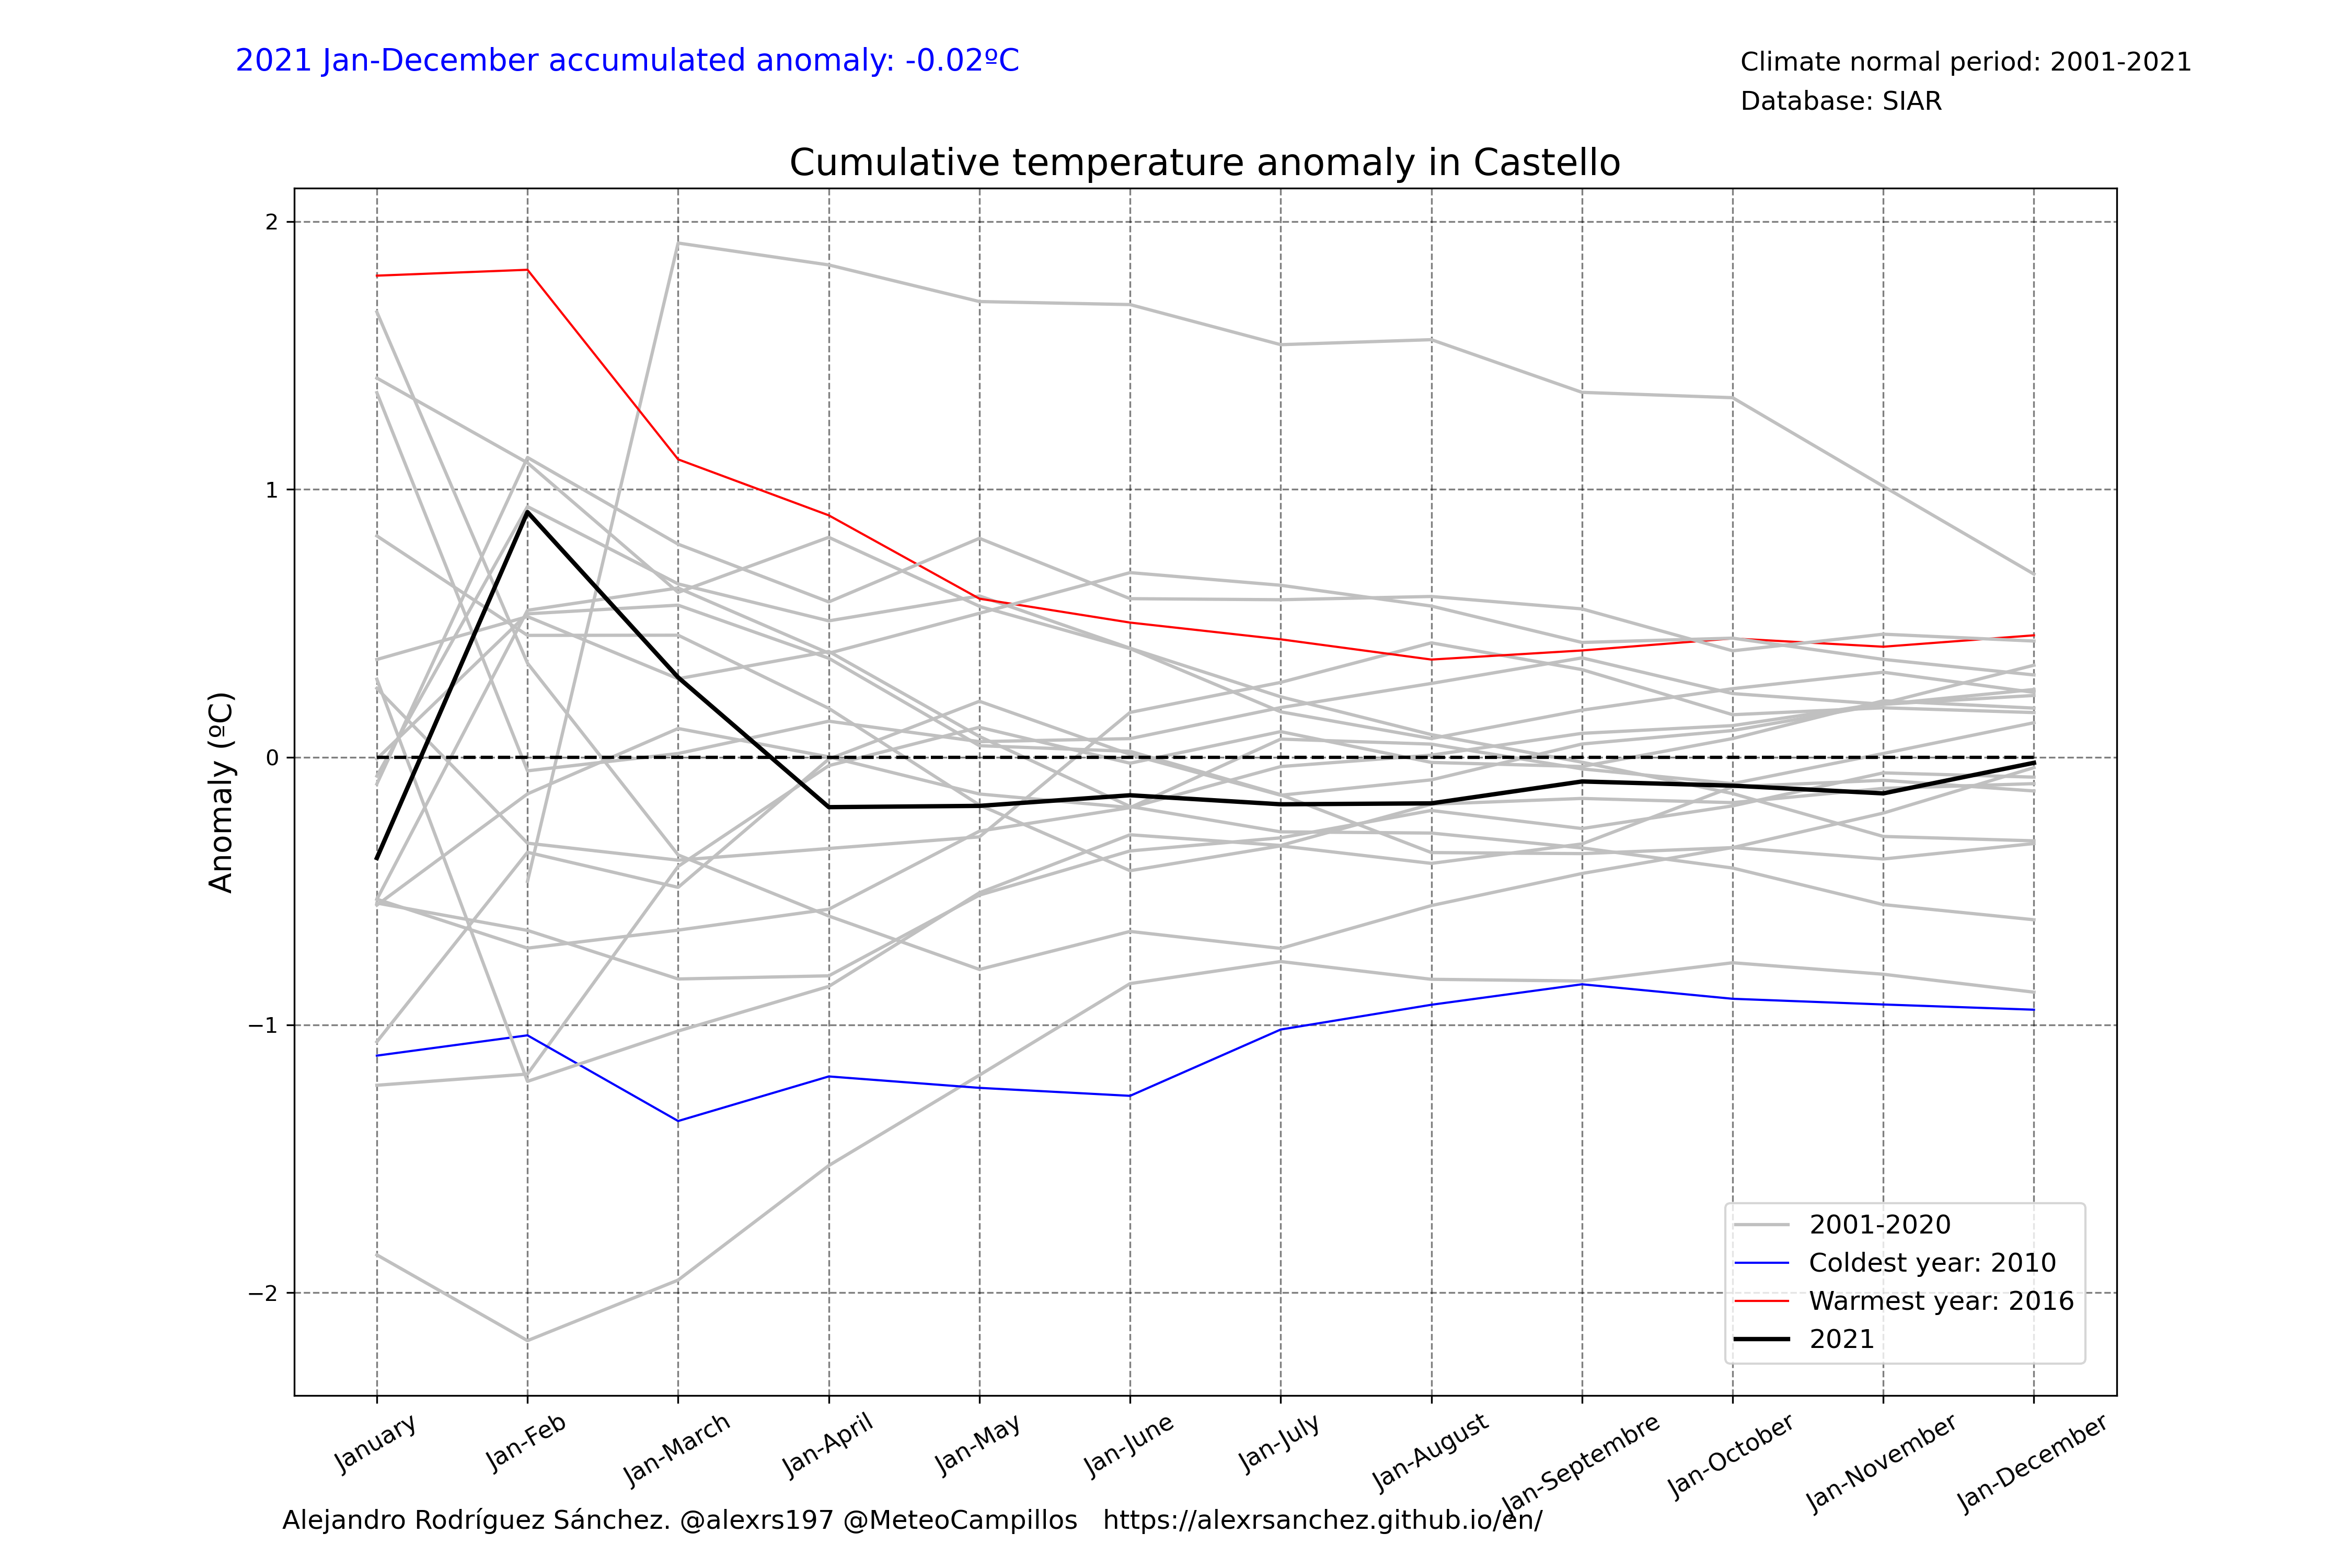 2021 Jan-December accumulated anomaly: -0.02ºC
Climate normal period: 2001-2021
Database: SIAR
Cumulative temperature anomaly in Castello
Anomaly (ºC)
2
1
0
−1
−2
2001-2020
Coldest year: 2010
Warmest year: 2016
2021
January
Jan-Feb
Jan-March
Jan-April
Jan-May
Jan-June
Jan-July
Jan-August
Jan-Septembre
Jan-October
Jan-November
Jan-December
Alejandro Rodríguez Sánchez. @alexrs197 @MeteoCampillos https://alexrsanchez.github.io/en/